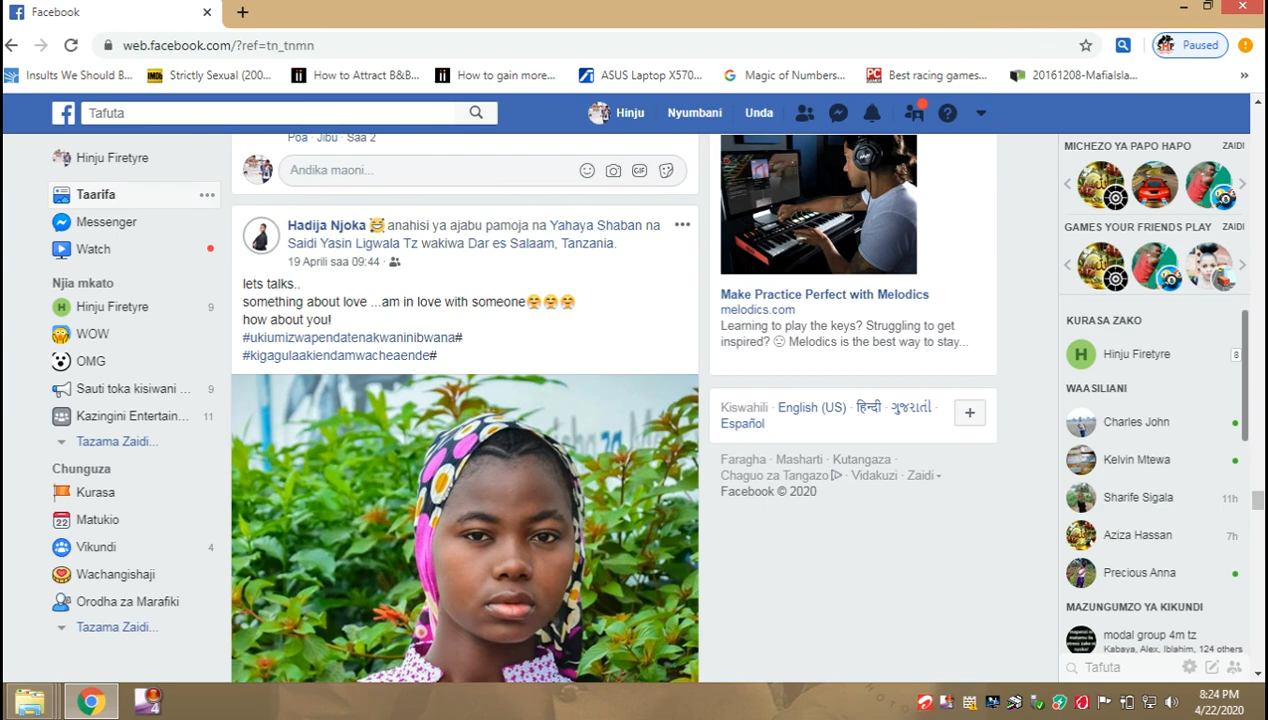 Facebook
web.facebook.com/?ref=tn_tnmn
Paused
Insults We Should B...
Strictly Sexual (200...
How to Attract B&B...
How to gain more...
ASUS Laptop X570...
Magic of Numbers...
Best racing games...
20161208-MafiaIsla...
Tafuta
Hinju
Nyumbani
Unda
Hinju Firetyre
Taarifa
Messenger
Watch
Njia mkato
Hinju Firetyre 9
WOW
OMG
Sauti toka kisiwani ... 9
Kazingini Entertain... 11
Tazama Zaidi...
Chunguza
Kurasa
Matukio
Vikundi 4
Wachangishaji
Orodha za Marafiki
Tazama Zaidi...
Poa · Jibu · Saa 2
Andika maoni...
GIF
Hadija Njoka 😅 anahisi ya ajabu pamoja na Yahaya Shaban na
Saidi Yasin Ligwala Tz wakiwa Dar es Salaam, Tanzania.
19 Aprili saa 09:44 ·
lets talks..
something about love ...am in love with someone🤗🤗🤗
how about you!
#ukiumizwapendatenakwaninibwana#
#kigagulaakiendamwacheaende#
Make Practice Perfect with Melodics
melodics.com
Learning to play the keys? Struggling to get
inspired? 😔 Melodics is the best way to stay...
Kiswahili · English (US) · हिन्दी · ગુજરાતી ·
Español
Faragha · Masharti · Kutangaza ·
Chaguo za Tangazo · Vidakuzi · Zaidi
Facebook © 2020
MICHEZO YA PAPO HAPO ZAIDI
GAMES YOUR FRIENDS PLAY ZAIDI
KURASA ZAKO
H Hinju Firetyre 8
WAASILIANI
Charles John
Kelvin Mtewa
Sharife Sigala 11h
Aziza Hassan 7h
Precious Anna
MAZUNGUMZO YA KIKUNDI
modal group 4m tz
Kabaya, Alex, Iblahim, 124 others
Tafuta
8:24 PM
4/22/2020